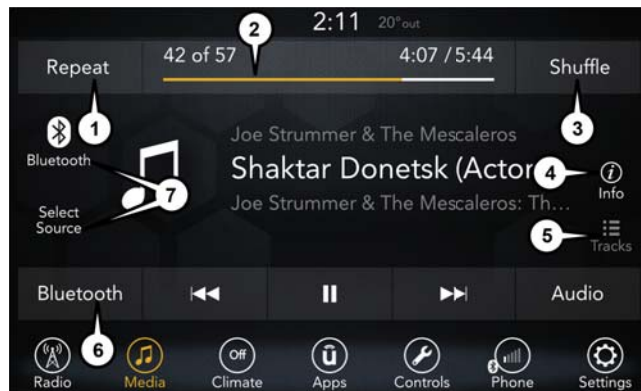 2:11 20°out
Repeat
42 of 57
4:07 / 5:44
Shuffle
2
1
3
Bluetooth
Joe Strummer & The Mescaleros
Shaktar Donetsk (Actor
4
Info
7
Select
Source
Joe Strummer & The Mescaleros: Th...
5
Tracks
Bluetooth
Audio
6
Radio
Media
Off
Climate
û
Apps
Controls
Phone
Settings